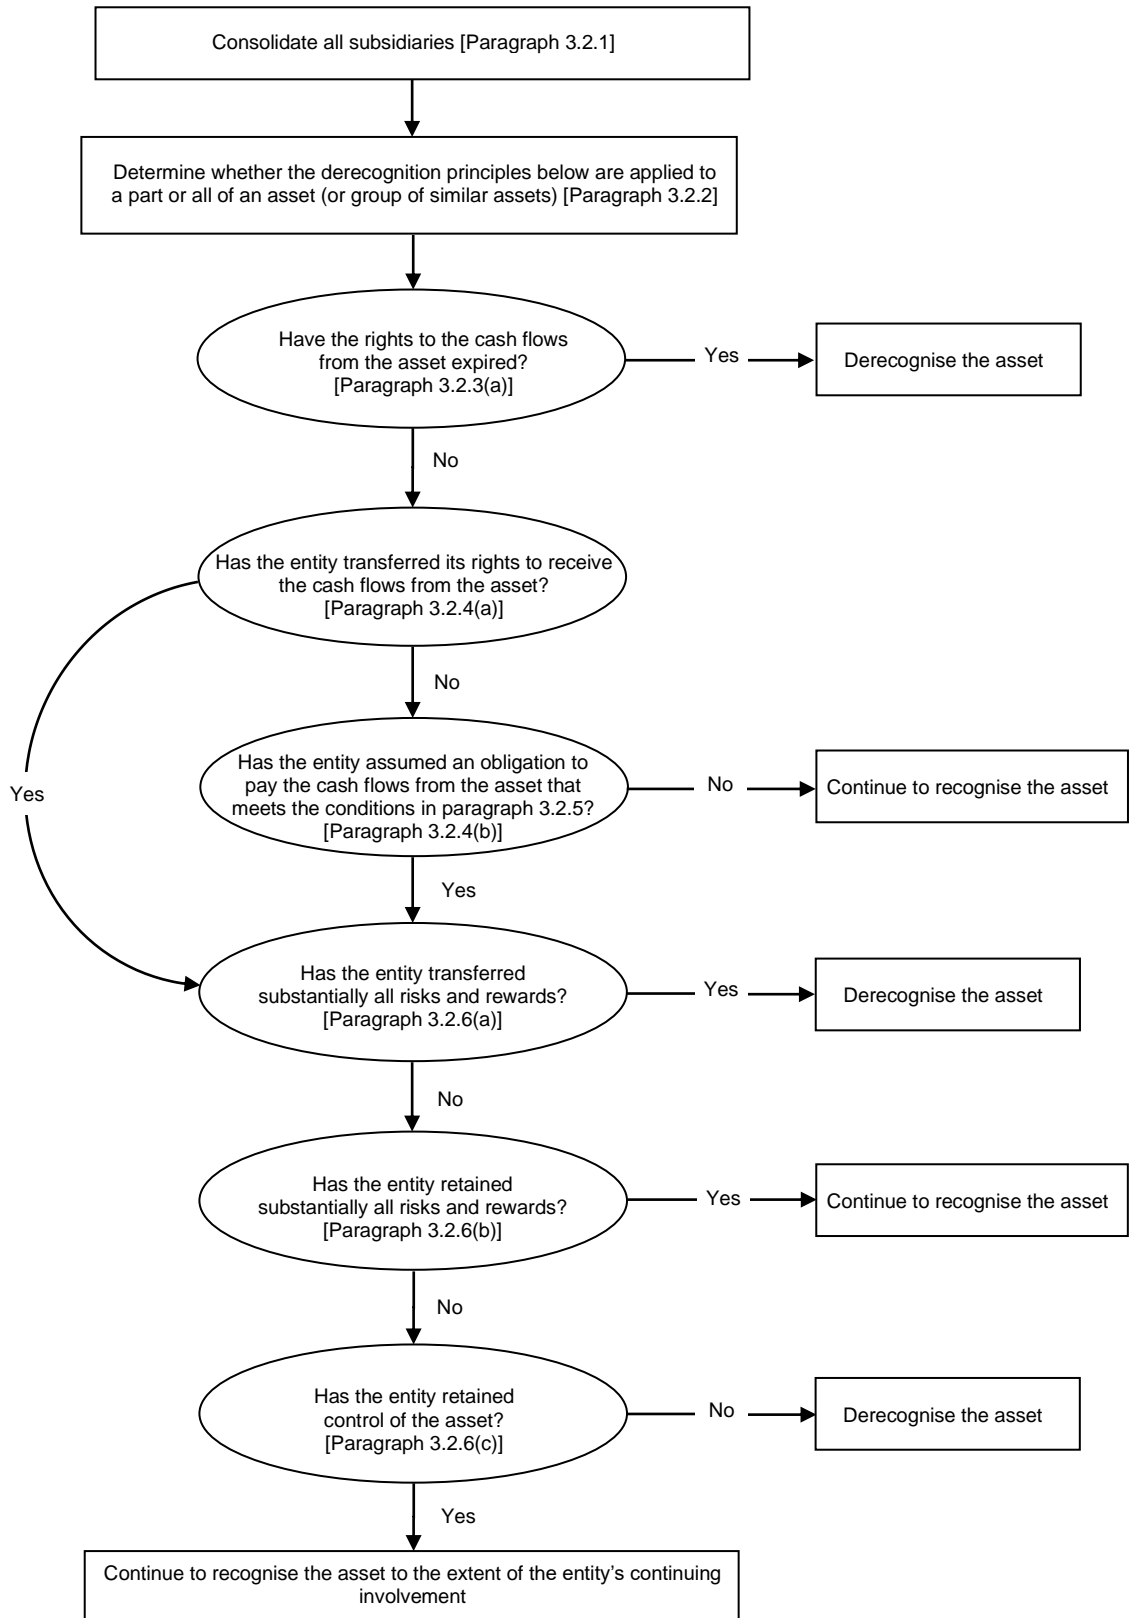 Consolidate all subsidiaries [Paragraph 3.2.1]
Determine whether the derecognition principles below are applied to
a part or all of an asset (or group of similar assets) [Paragraph 3.2.2]
Have the rights to the cash flows
from the asset expired?
[Paragraph 3.2.3(a)]
Yes
Derecognise the asset
No
Has the entity transferred its rights to receive
the cash flows from the asset?
[Paragraph 3.2.4(a)]
No
Yes
Has the entity assumed an obligation to
pay the cash flows from the asset that
meets the conditions in paragraph 3.2.5?
[Paragraph 3.2.4(b)]
No
Continue to recognise the asset
Yes
Has the entity transferred
substantially all risks and rewards?
[Paragraph 3.2.6(a)]
Yes
Derecognise the asset
No
Has the entity retained
substantially all risks and rewards?
[Paragraph 3.2.6(b)]
Yes
Continue to recognise the asset
No
Has the entity retained
control of the asset?
[Paragraph 3.2.6(c)]
No
Derecognise the asset
Yes
Continue to recognise the asset to the extent of the entity’s continuing
involvement